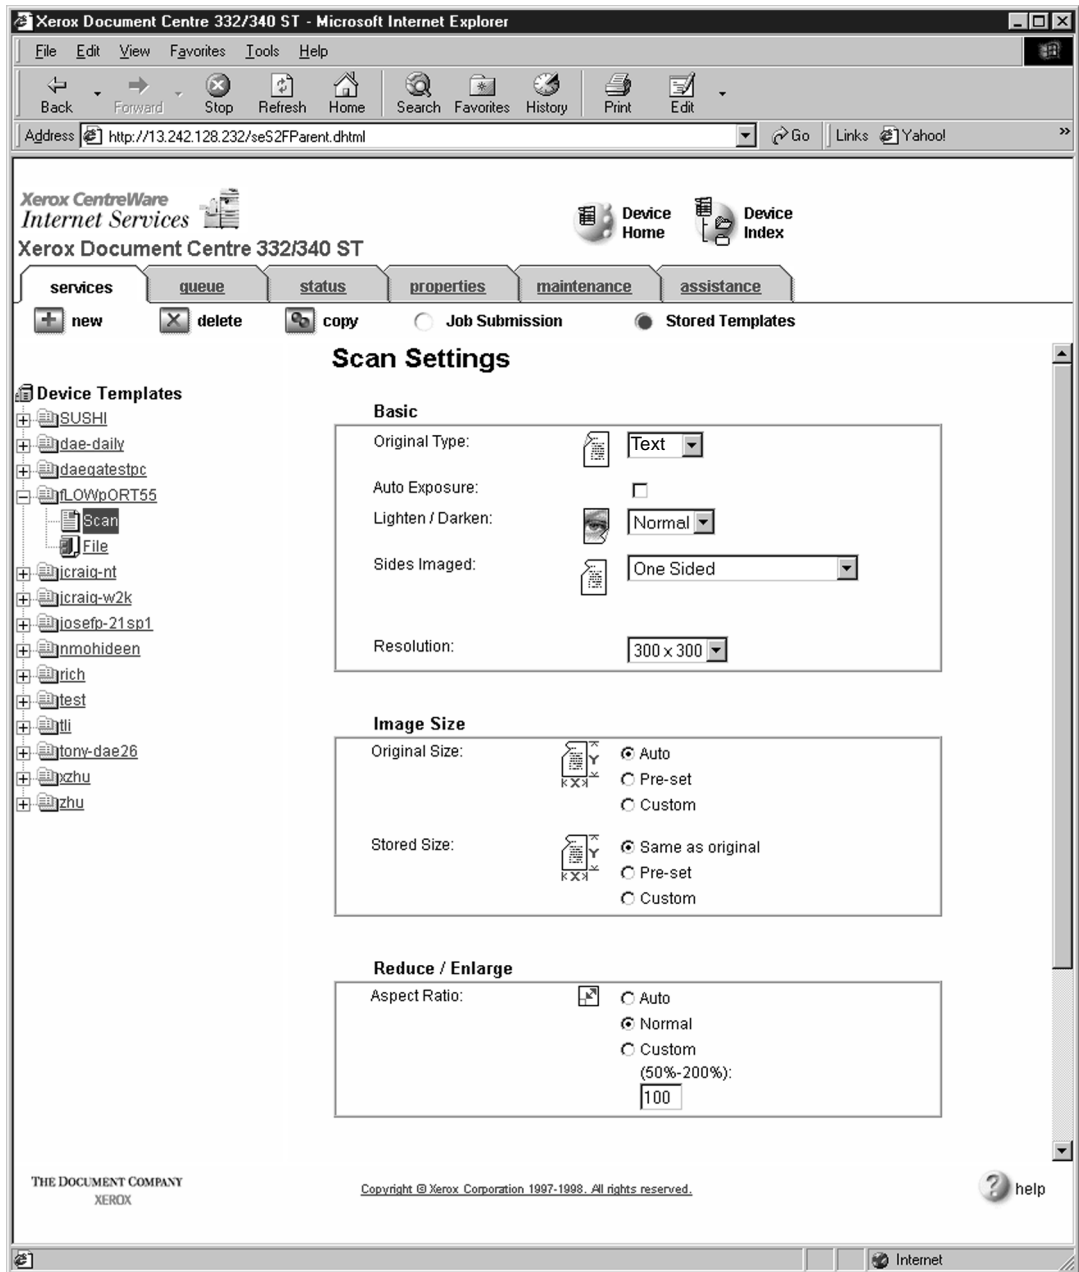 Xerox Document Centre 332/340 ST - Microsoft Internet Explorer
File Edit View Favorites Tools Help
Back Forward Stop Refresh Home Search Favorites History Print Edit
Address http://13.242.128.232/seS2FParent.dhtml Go Links Yahoo! »
Xerox CentreWare
Internet Services
Xerox Document Centre 332/340 ST
Device Home
Device Index
services queue status properties maintenance assistance
new delete copy Job Submission Stored Templates
Scan Settings
Device Templates
SUSHI
dae-daily
daeqatestpc
fLOWpORT55
Scan
File
jcraig-nt
jcraig-w2k
josefp-21sp1
nmohideen
rich
test
tli
tony-dae26
xzhu
zhu
Basic
Original Type: Text
Auto Exposure:
Lighten / Darken: Normal
Sides Imaged: One Sided
Resolution: 300 x 300
Image Size
Original Size: Y X Auto
Pre-set
Custom
Stored Size: Y X Same as original
Pre-set
Custom
Reduce / Enlarge
Aspect Ratio: Auto
Normal
Custom
(50%-200%):
100
THE DOCUMENT COMPANY
XEROX
Copyright © Xerox Corporation 1997-1998. All rights reserved.
? help
Internet